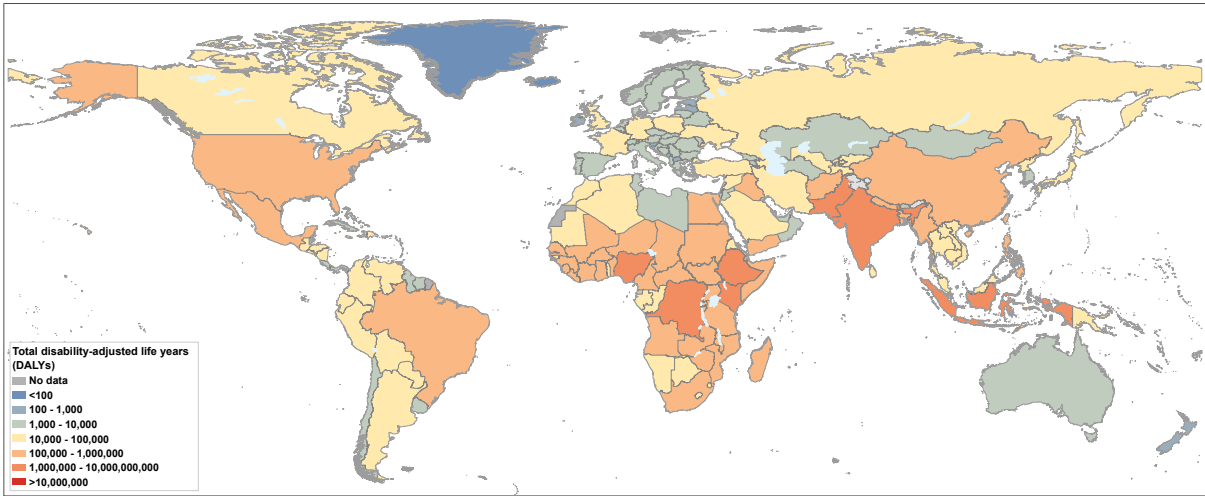 Total disability-adjusted life years
(DALYs)
No data
<100
100 - 1,000
1,000 - 10,000
10,000 - 100,000
100,000 - 1,000,000
1,000,000 - 10,000,000,000
>10,000,000